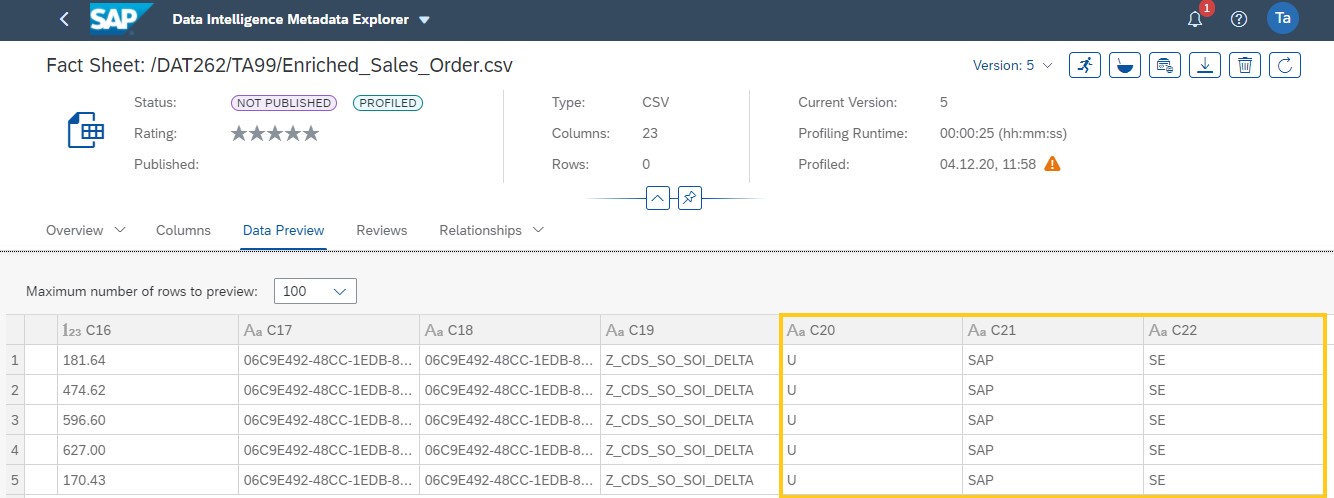 SAP Data Intelligence Metadata Explorer 1 Ta
Fact Sheet: /DAT262/TA99/Enriched_Sales_Order.csv Version: 5
Status: NOT PUBLISHED PROFILED Type: CSV Current Version: 5
Rating: Columns: 23 Profiling Runtime: 00:00:25 (hh:mm:ss)
Published: Rows: 0 Profiled: 04.12.20, 11:58
Overview Columns Data Preview Reviews Relationships
Maximum number of rows to preview: 100
123 C16 Aa C17 Aa C18 Aa C19 Aa C20 Aa C21 Aa C22
1 181.64 06C9E492-48CC-1EDB-8... 06C9E492-48CC-1EDB-8... Z_CDS_SO_SOI_DELTA U SAP SE
2 474.62 06C9E492-48CC-1EDB-8... 06C9E492-48CC-1EDB-8... Z_CDS_SO_SOI_DELTA U SAP SE
3 596.60 06C9E492-48CC-1EDB-8... 06C9E492-48CC-1EDB-8... Z_CDS_SO_SOI_DELTA U SAP SE
4 627.00 06C9E492-48CC-1EDB-8... 06C9E492-48CC-1EDB-8... Z_CDS_SO_SOI_DELTA U SAP SE
5 170.43 06C9E492-48CC-1EDB-8... 06C9E492-48CC-1EDB-8... Z_CDS_SO_SOI_DELTA U SAP SE